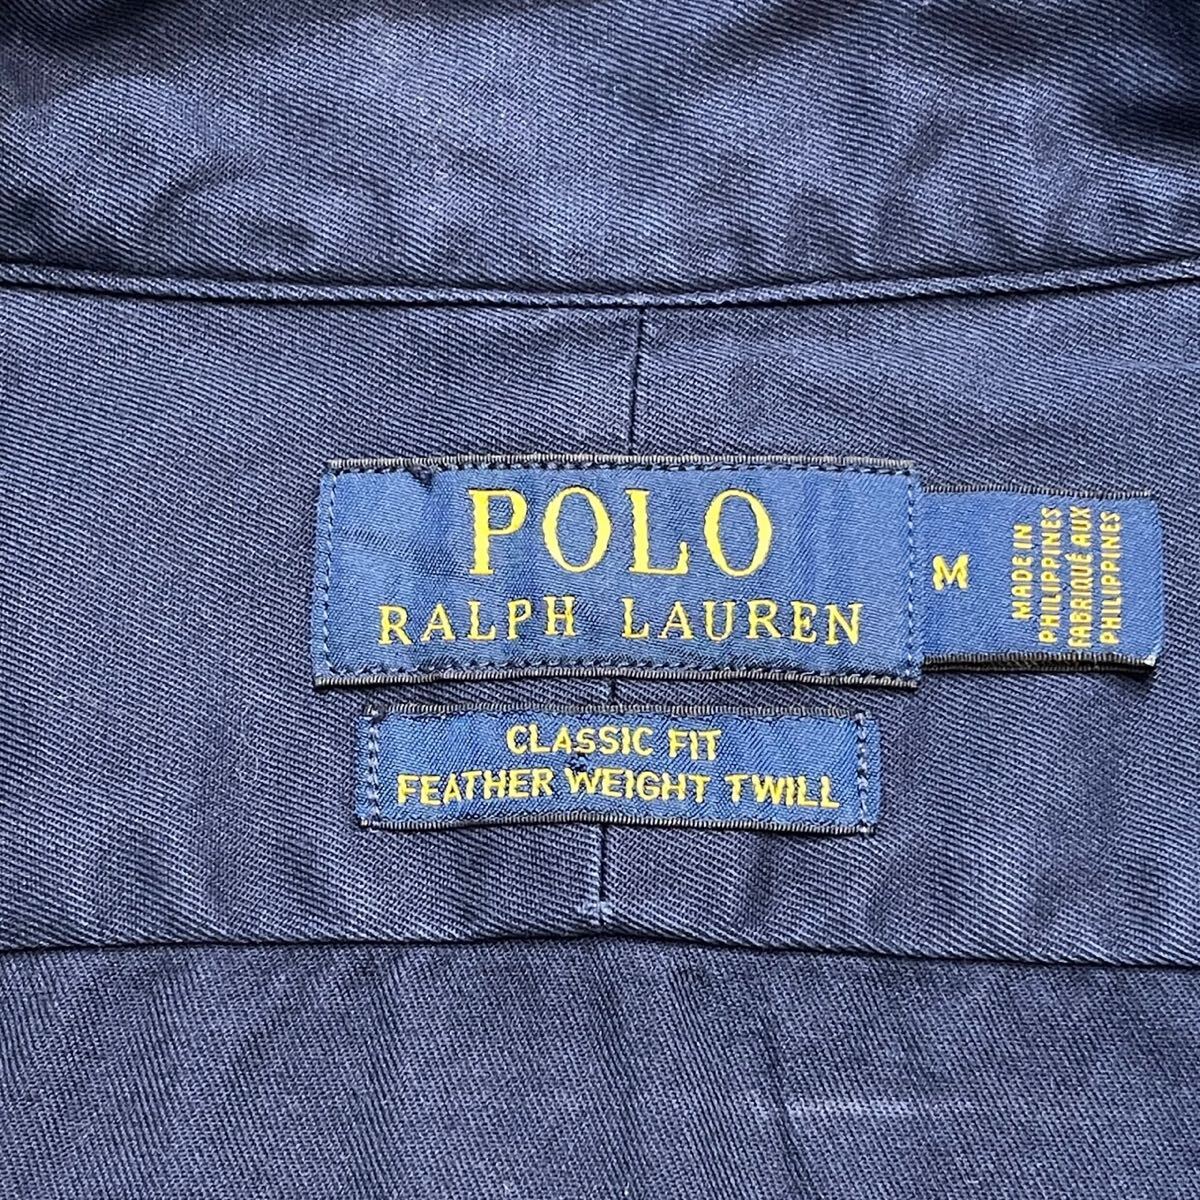 POLO
RALPH LAUREN
M
MADE IN
PHILIPPINES
FABRIQUÉ AUX
PHILIPPINES
CLASSIC FIT
FEATHER WEIGHT TWILL